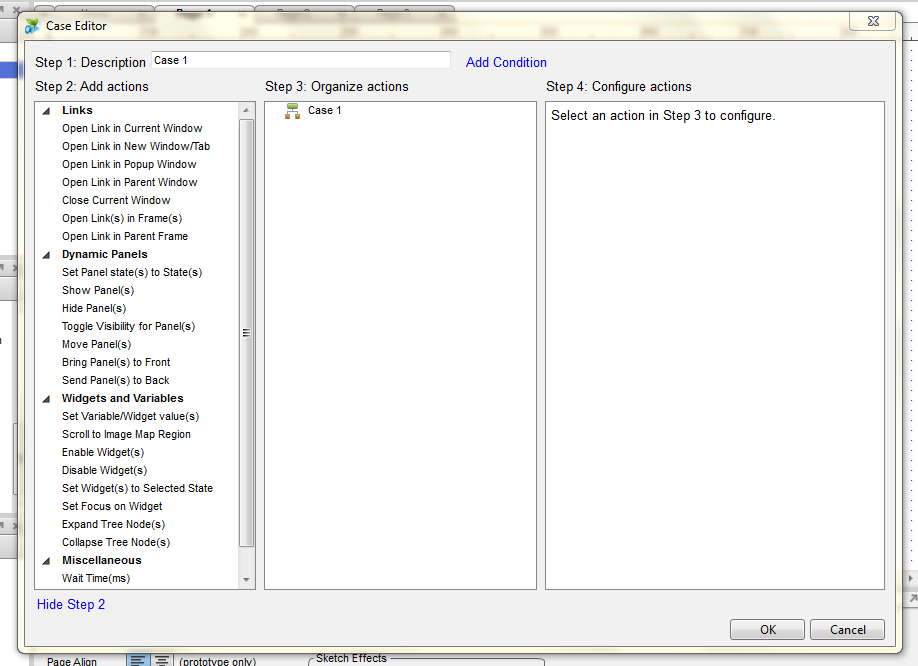 Case Editor
Step 1: Description
Case 1
Add Condition
Step 2: Add actions
Step 3: Organize actions
Step 4: Configure actions
Links
Open Link in Current Window
Open Link in New Window/Tab
Open Link in Popup Window
Open Link in Parent Window
Close Current Window
Open Link(s) in Frame(s)
Open Link in Parent Frame
Dynamic Panels
Set Panel state(s) to State(s)
Show Panel(s)
Hide Panel(s)
Toggle Visibility for Panel(s)
Move Panel(s)
Bring Panel(s) to Front
Send Panel(s) to Back
Widgets and Variables
Set Variable/Widget value(s)
Scroll to Image Map Region
Enable Widget(s)
Disable Widget(s)
Set Widget(s) to Selected State
Set Focus on Widget
Expand Tree Node(s)
Collapse Tree Node(s)
Miscellaneous
Wait Time(ms)
Case 1
Select an action in Step 3 to configure.
Hide Step 2
OK
Cancel
Page Align
(prototype only)
Sketch Effects